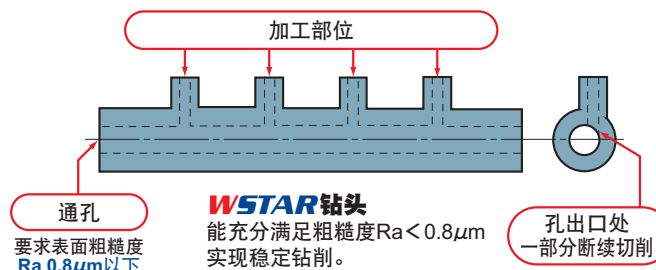 加工部位
通孔
要求表面粗糙度
Ra 0.8μm以下
WSTAR钻头
能充分满足粗糙度Ra<0.8μm
实现稳定钻削。
孔出口处
一部分断续切削